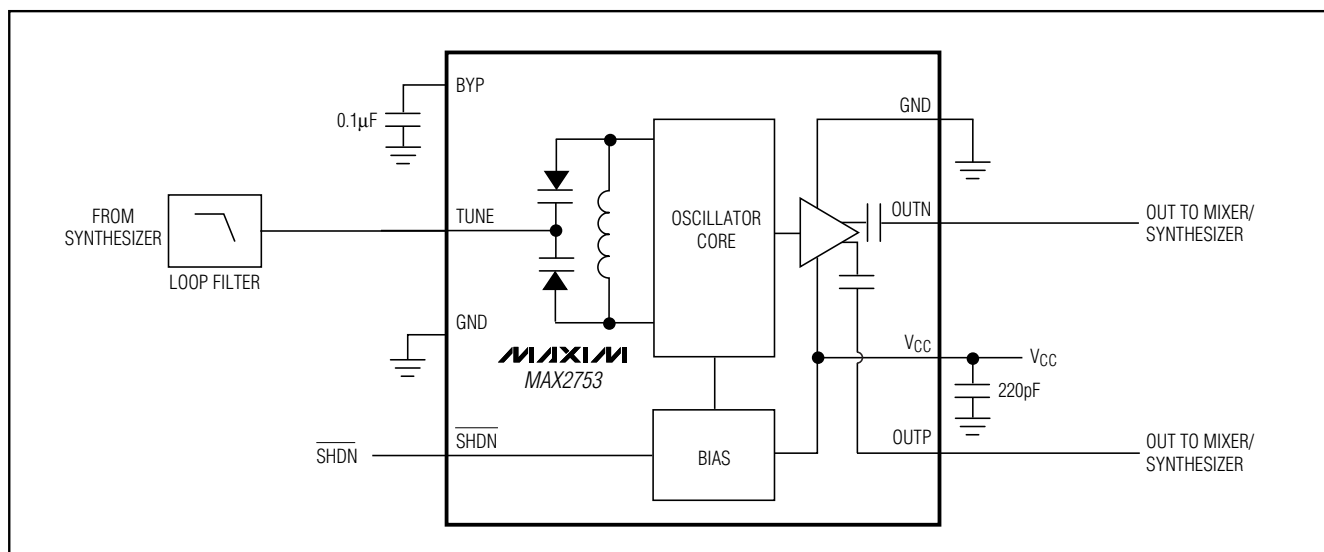 BYP
0.1µF
GND
FROM
SYNTHESIZER
LOOP FILTER
TUNE
OSCILLATOR
CORE
OUTN
OUT TO MIXER/
SYNTHESIZER
GND
MAXIM
MAX2753
VCC
VCC
220pF
SHDN
SHDN
BIAS
OUTP
OUT TO MIXER/
SYNTHESIZER